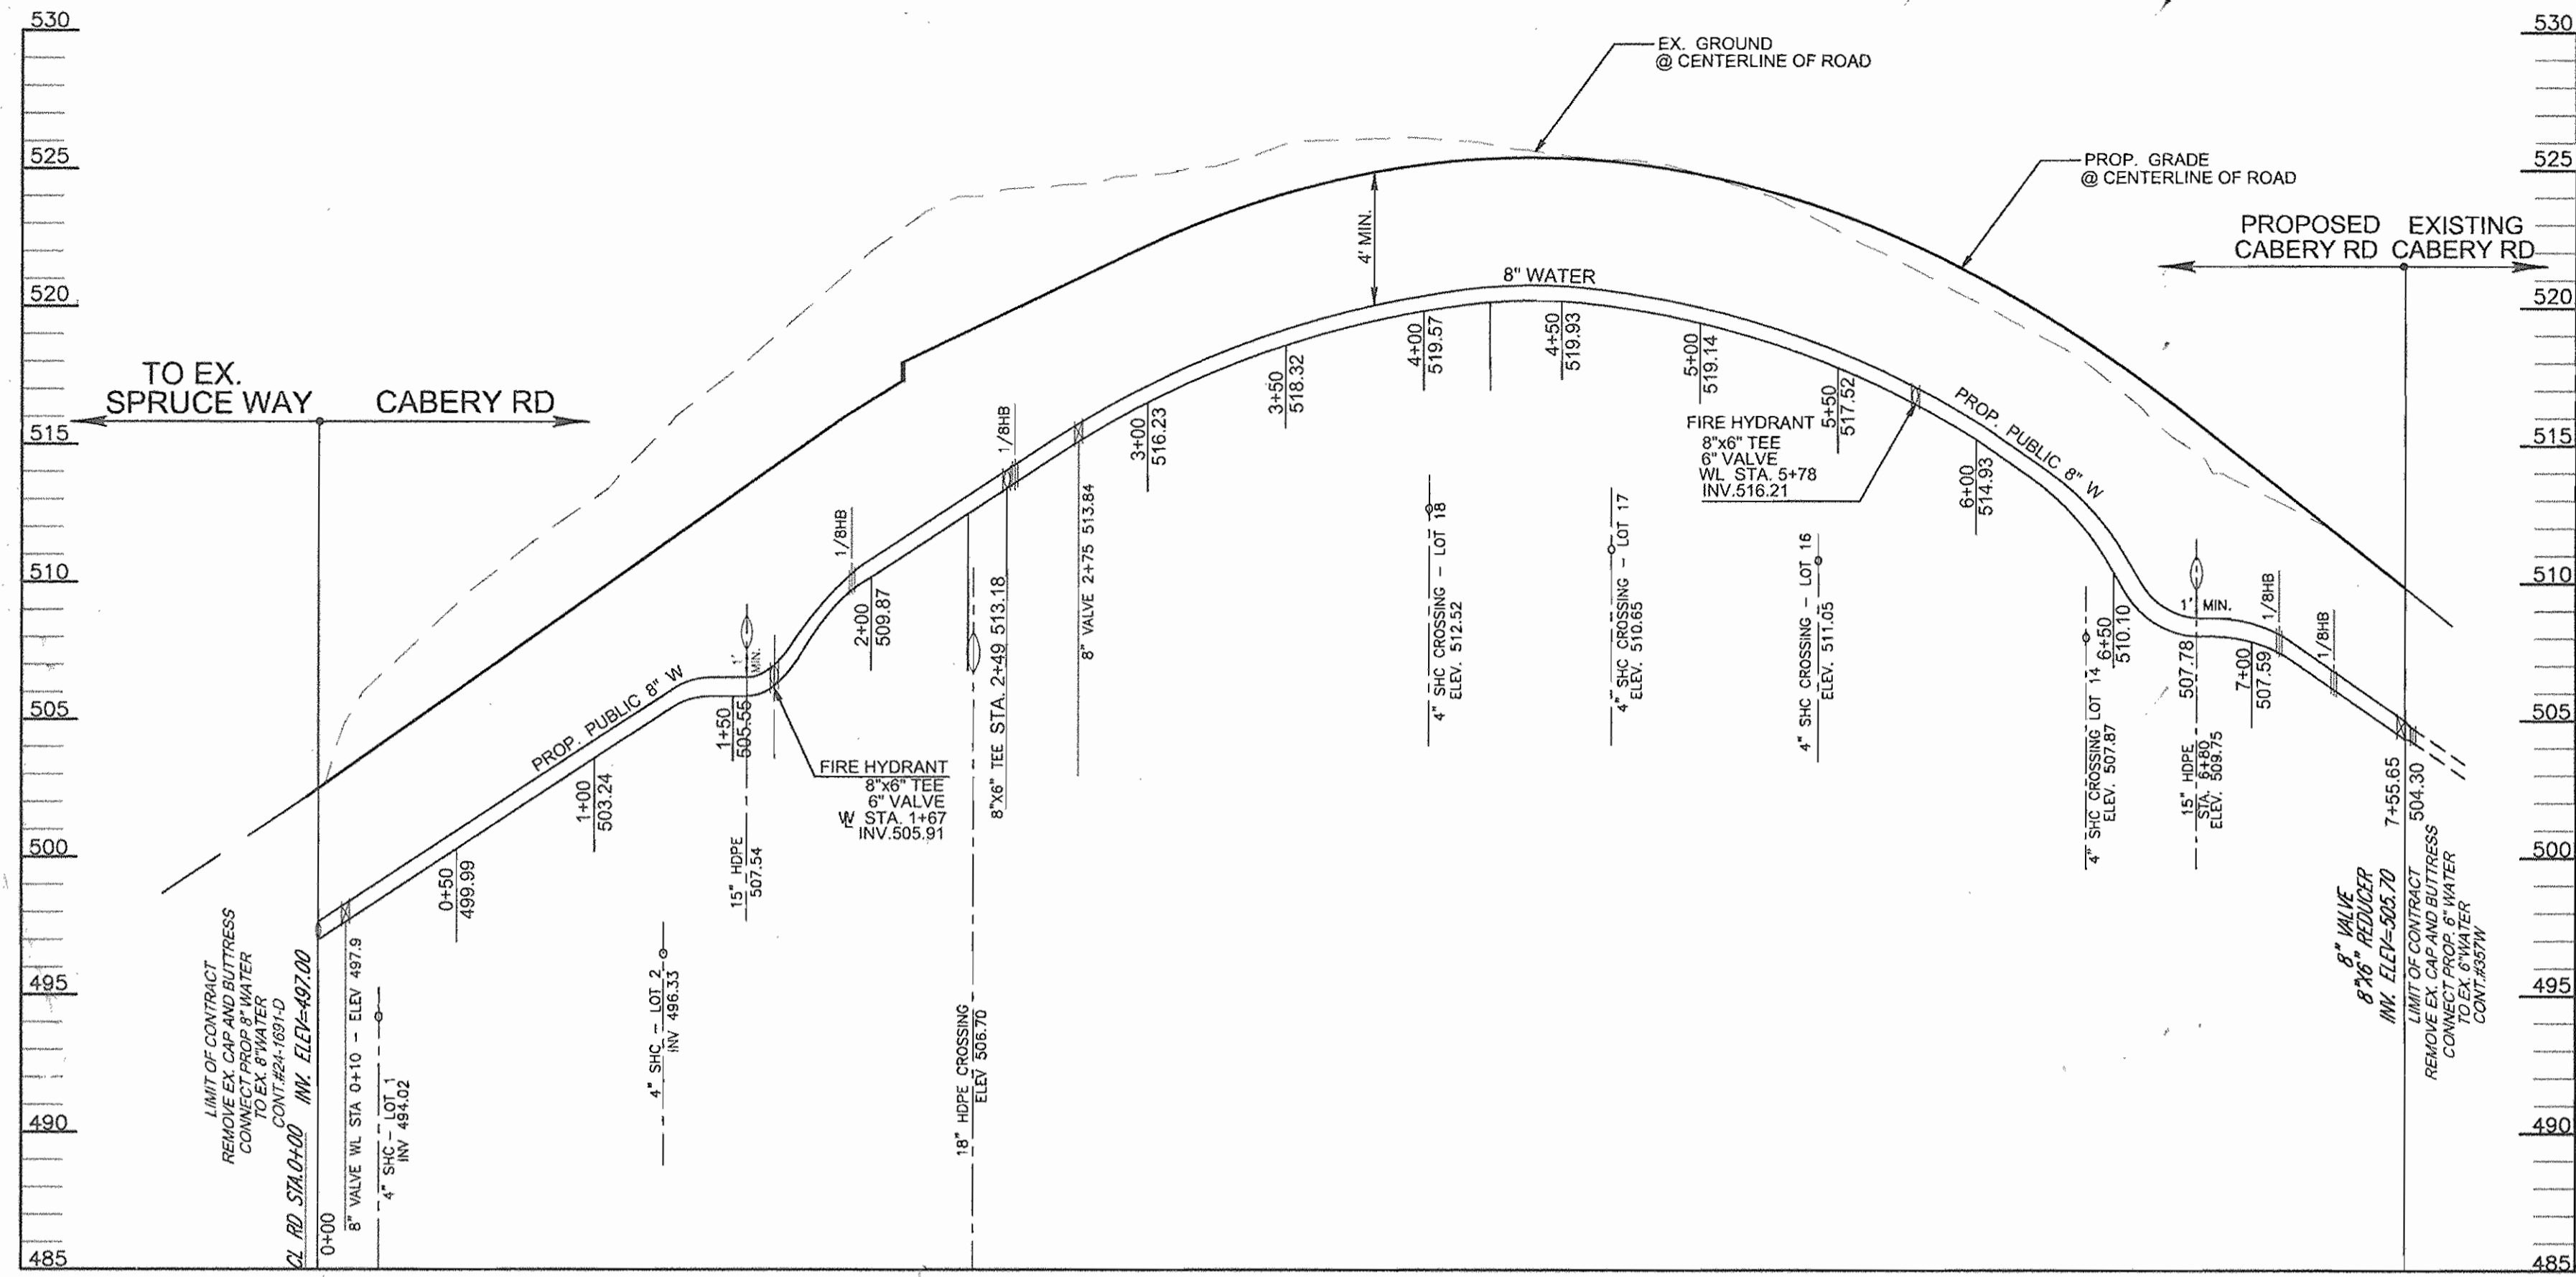 530
525
520
515
510
505
500
495
490
485
530
525
520
515
510
505
500
495
490
485
EX. GROUND
@ CENTERLINE OF ROAD
PROP. GRADE
@ CENTERLINE OF ROAD
PROPOSED
CABERY RD
EXISTING
CABERY RD
TO EX.
SPRUCE WAY
CABERY RD
4' MIN.
8" WATER
LIMIT OF CONTRACT
REMOVE EX. CAP AND BUTTRESS
CONNECT PROP 8" WATER
TO EX. 8"WATER
CONT.#24-1691-D
CL RD STA.0+00 INV. ELEV=497.00
0+00
8" VALVE WL STA 0+10 - ELEV 497.9
4" SHC - LOT 1
INV 494.02
0+50
499.99
PROP. PUBLIC 8" W
1+00
503.24
4" SHC - LOT 2
INV 496.33
1+50
505.55
1'
MIN.
15" HDPE
507.54
FIRE HYDRANT
8"x6" TEE
6" VALVE
WL STA. 1+67
INV.505.91
1/8HB
2+00
509.87
18" HDPE CROSSING
ELEV 506.70
8"X6" TEE STA. 2+49 513.18
1/8HB
8" VALVE 2+75 513.84
3+00
516.23
3+50
518.32
4+00
519.57
4" SHC CROSSING - LOT 18
ELEV. 512.52
4+50
519.93
4" SHC CROSSING - LOT 17
ELEV. 510.65
5+00
519.14
FIRE HYDRANT
8"x6" TEE
6" VALVE
WL STA. 5+78
INV.516.21
4" SHC CROSSING - LOT 16
ELEV. 511.05
5+50
517.52
PROP. PUBLIC 8" W
6+00
514.93
4" SHC CROSSING LOT 14
ELEV. 507.87
6+50
510.10
1' MIN.
507.78
15" HDPE
STA. 6+80
ELEV. 509.75
7+00
507.59
1/8HB
1/8HB
7+55.65
504.30
8" VALVE
8"X6" REDUCER
INV. ELEV=505.70
LIMIT OF CONTRACT
REMOVE EX. CAP AND BUTTRESS
CONNECT PROP. 6" WATER
TO EX. 6"WATER
CONT.#357W